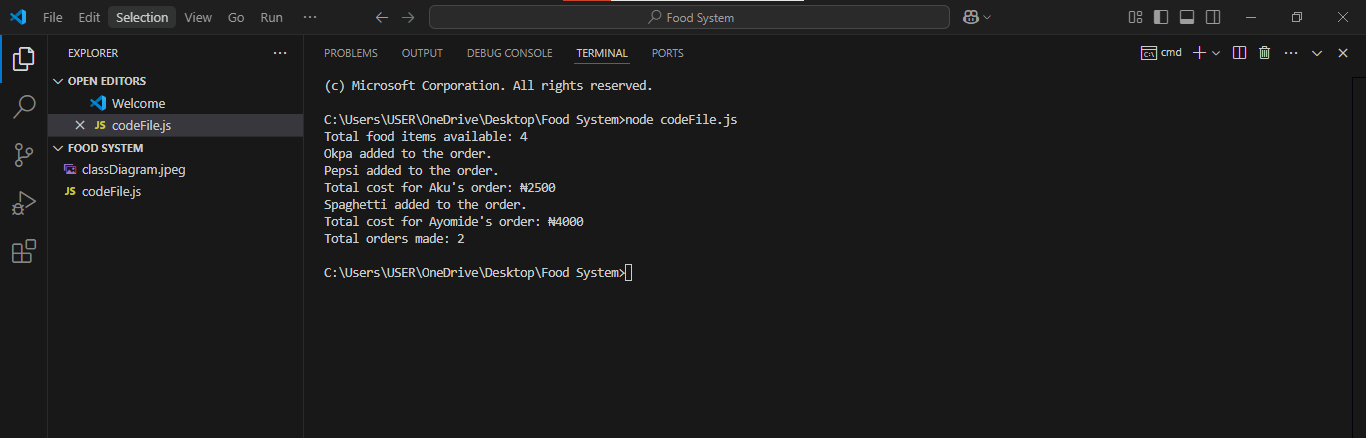 File Edit Selection View Go Run ··· Food System
EXPLORER ···
OPEN EDITORS
Welcome
JS codeFile.js
FOOD SYSTEM
classDiagram.jpeg
JS codeFile.js
PROBLEMS OUTPUT DEBUG CONSOLE TERMINAL PORTS cmd
(c) Microsoft Corporation. All rights reserved.
C:\Users\USER\OneDrive\Desktop\Food System>node codeFile.js
Total food items available: 4
Okpa added to the order.
Pepsi added to the order.
Total cost for Aku's order: ₦2500
Spaghetti added to the order.
Total cost for Ayomide's order: ₦4000
Total orders made: 2
C:\Users\USER\OneDrive\Desktop\Food System>